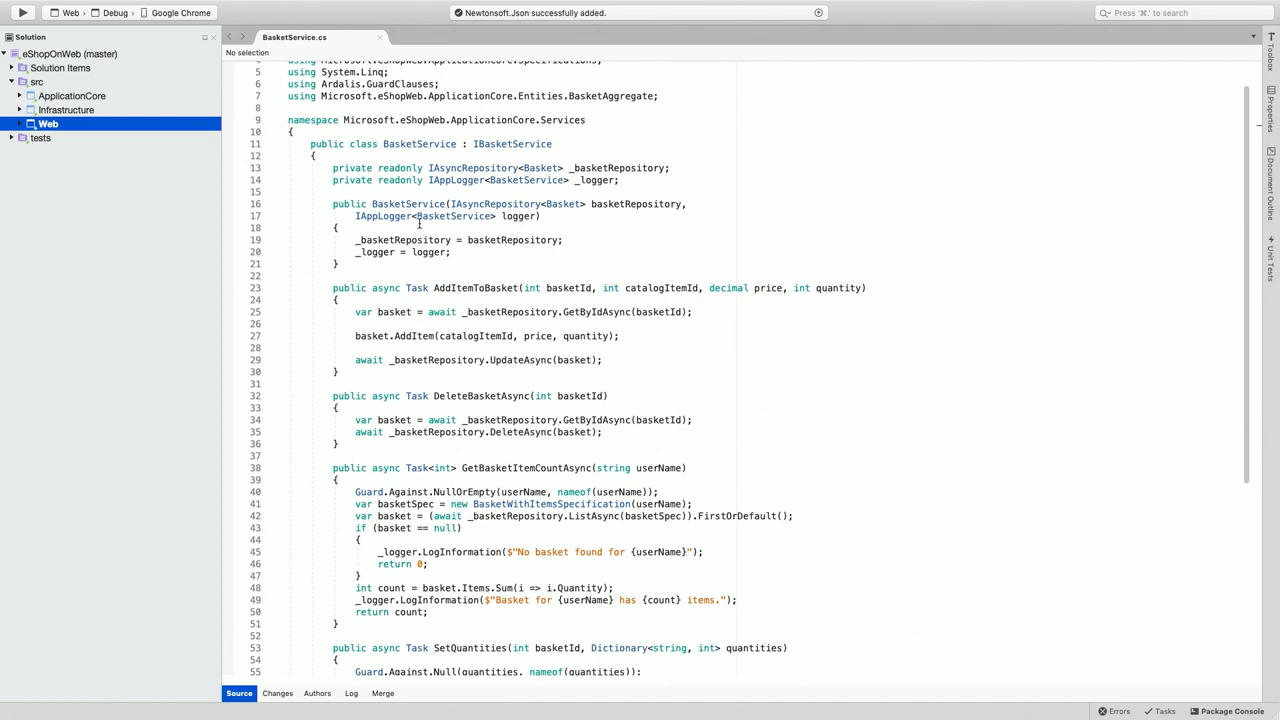 Web › Debug › Google Chrome
Newtonsoft.Json successfully added.
Press '⌘.' to search
Solution
eShopOnWeb (master)
Solution Items
src
ApplicationCore
Infrastructure
Web
tests
BasketService.cs
No selection
4 using Microsoft.eShopWeb.ApplicationCore.Specifications;
5 using System.Linq;
6 using Ardalis.GuardClauses;
7 using Microsoft.eShopWeb.ApplicationCore.Entities.BasketAggregate;
8
9 namespace Microsoft.eShopWeb.ApplicationCore.Services
10 {
11 public class BasketService : IBasketService
12 {
13 private readonly IAsyncRepository<Basket> _basketRepository;
14 private readonly IAppLogger<BasketService> _logger;
15
16 public BasketService(IAsyncRepository<Basket> basketRepository,
17 IAppLogger<BasketService> logger)
18 {
19 _basketRepository = basketRepository;
20 _logger = logger;
21 }
22
23 public async Task AddItemToBasket(int basketId, int catalogItemId, decimal price, int quantity)
24 {
25 var basket = await _basketRepository.GetByIdAsync(basketId);
26
27 basket.AddItem(catalogItemId, price, quantity);
28
29 await _basketRepository.UpdateAsync(basket);
30 }
31
32 public async Task DeleteBasketAsync(int basketId)
33 {
34 var basket = await _basketRepository.GetByIdAsync(basketId);
35 await _basketRepository.DeleteAsync(basket);
36 }
37
38 public async Task<int> GetBasketItemCountAsync(string userName)
39 {
40 Guard.Against.NullOrEmpty(userName, nameof(userName));
41 var basketSpec = new BasketWithItemsSpecification(userName);
42 var basket = (await _basketRepository.ListAsync(basketSpec)).FirstOrDefault();
43 if (basket == null)
44 {
45 _logger.LogInformation($"No basket found for {userName}");
46 return 0;
47 }
48 int count = basket.Items.Sum(i => i.Quantity);
49 _logger.LogInformation($"Basket for {userName} has {count} items.");
50 return count;
51 }
52
53 public async Task SetQuantities(int basketId, Dictionary<string, int> quantities)
54 {
55 Guard.Against.Null(quantities, nameof(quantities));
Toolbox
Properties
Document Outline
Unit Tests
Source
Changes
Authors
Log
Merge
Errors
Tasks
Package Console